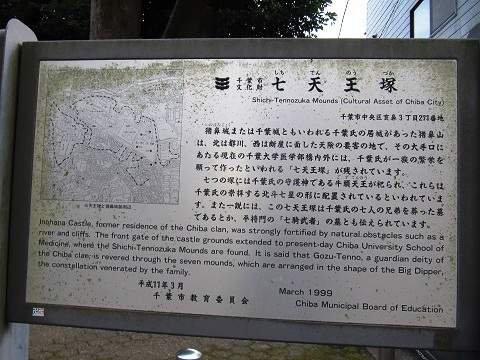 千葉市
文化財
しち てん のう づか
七天王塚
Shichi-Tennozuka Mounds (Cultural Asset of Chiba City)
千葉市中央区亥鼻3丁目273番地
猪鼻城または千葉城ともいわれる千葉氏の居城があった猪鼻山
は、北は都川、西は断崖に面した天険の要害の地で、その大手口に
あたる現在の千葉大学医学部構内外には、千葉氏が一族の繁栄を
願って作ったといわれる「七天王塚」が残されています。
七つの塚には千葉氏の守護神である牛頭天王が祀られ、これらは
千葉氏の崇拝する北斗七星の形に配置されているといわれていま
す。また一説には、この七天王塚は千葉氏の七人の兄弟を葬った墓
であるとか、平将門の「七騎武者」の墓とも伝えられています。
Inohana Castle, former residence of the Chiba clan, was strongly fortified by natural obstacles such as a
river and cliffs. The front gate of the castle grounds extended to present-day Chiba University School of
Medicine, where the Shichi-Tennozuka Mounds are found. It is said that Gozu-Tenno, a guardian deity of
the Chiba clan, is revered through the seven mounds, which are arranged in the shape of the Big Dipper,
the constellation venerated by the family.
平成11年3月
千葉市教育委員会
March 1999
Chiba Municipal Board of Education